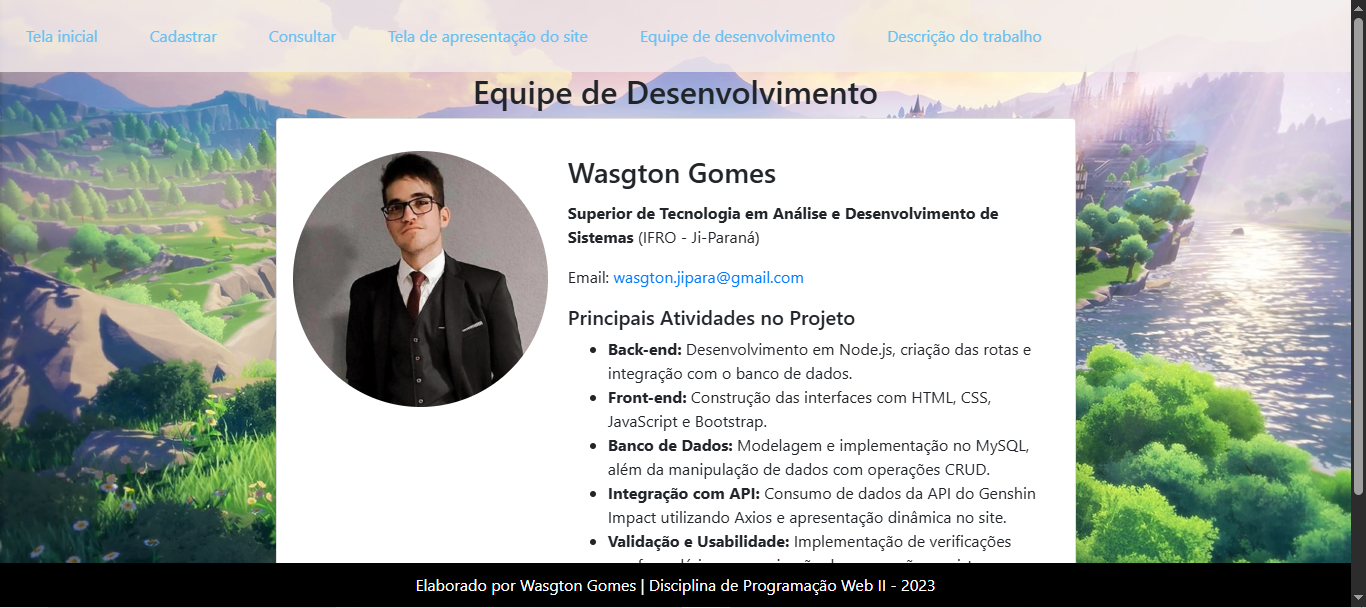 Tela inicial Cadastrar Consultar Tela de apresentação do site Equipe de desenvolvimento Descrição do trabalho
Equipe de Desenvolvimento
Wasgton Gomes
Superior de Tecnologia em Análise e Desenvolvimento de
Sistemas (IFRO - Ji-Paraná)
Email: wasgton.jipara@gmail.com
Principais Atividades no Projeto
Back-end: Desenvolvimento em Node.js, criação das rotas e
integração com o banco de dados.
Front-end: Construção das interfaces com HTML, CSS,
JavaScript e Bootstrap.
Banco de Dados: Modelagem e implementação no MySQL,
além da manipulação de dados com operações CRUD.
Integração com API: Consumo de dados da API do Genshin
Impact utilizando Axios e apresentação dinâmica no site.
Validação e Usabilidade: Implementação de verificações
Elaborado por Wasgton Gomes | Disciplina de Programação Web II - 2023